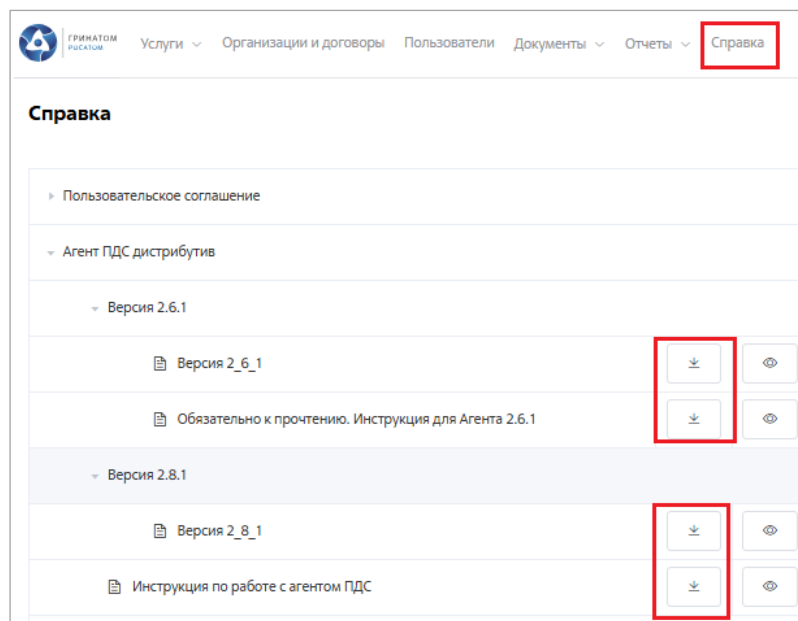 ГРИНАТОМ
РОСАТОМ
Услуги Организации и договоры Пользователи Документы Отчеты Справка
Справка
Пользовательское соглашение
Агент ПДС дистрибутив
Версия 2.6.1
Версия 2_6_1
Обязательно к прочтению. Инструкция для Агента 2.6.1
Версия 2.8.1
Версия 2_8_1
Инструкция по работе с агентом ПДС